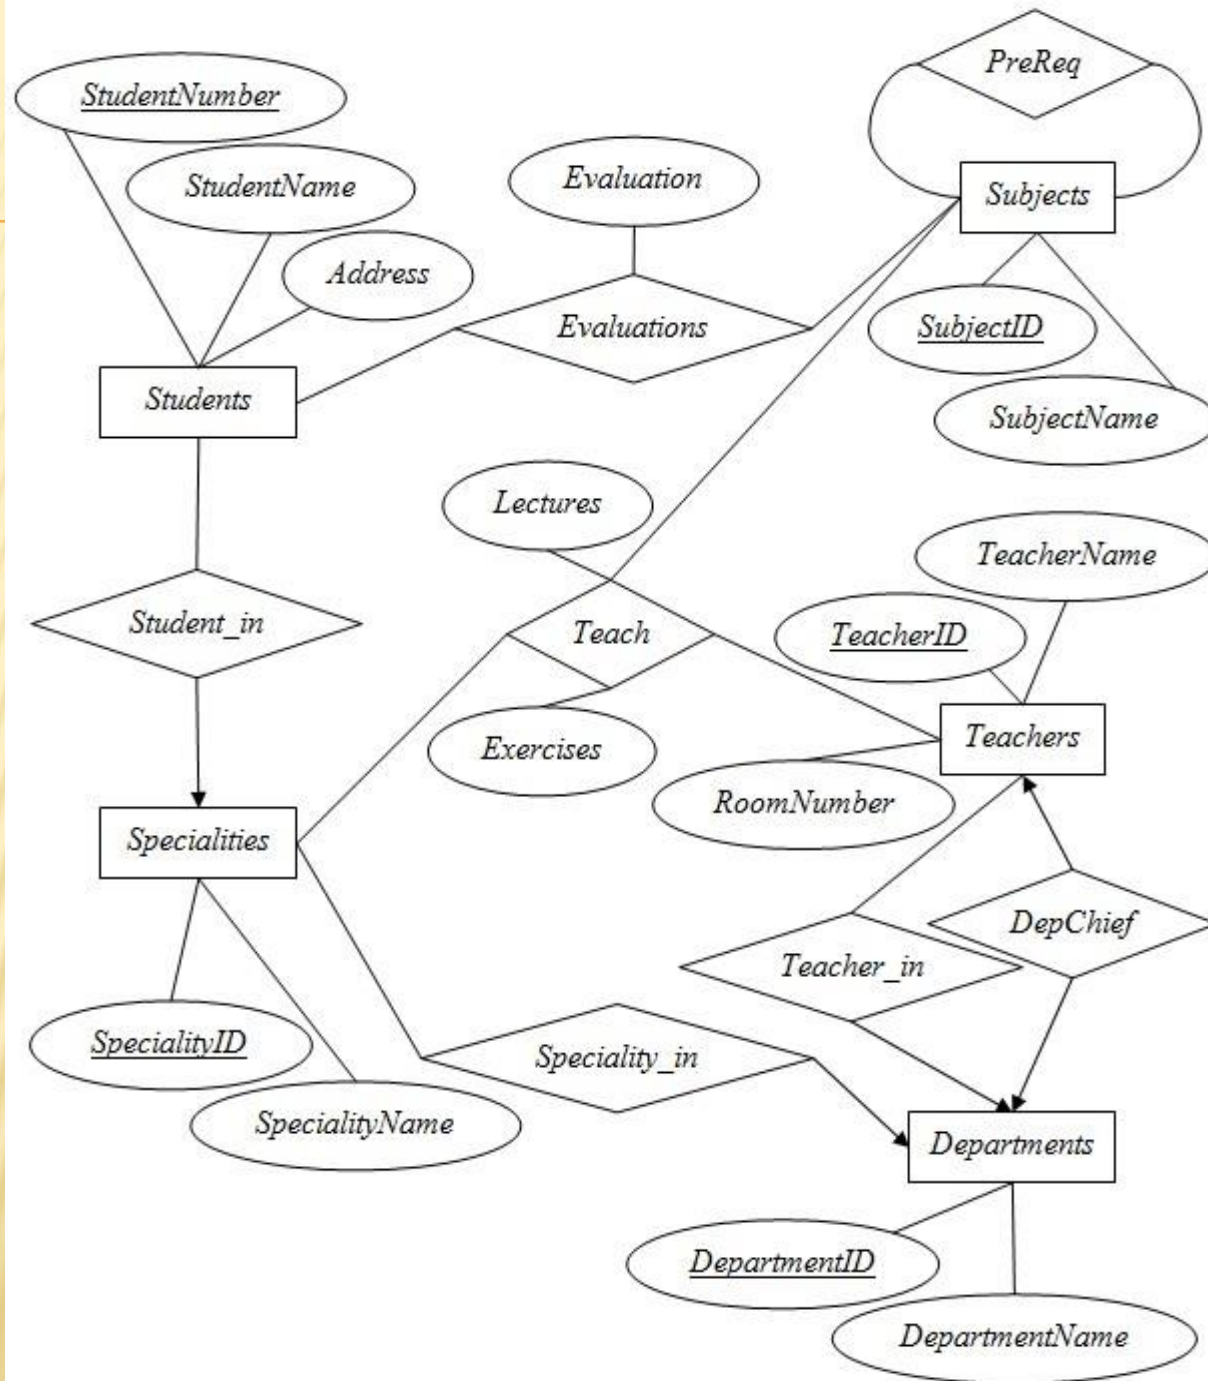 PreReq
StudentNumber
StudentName
Evaluation
Subjects
Address
Evaluations
SubjectID
Students
SubjectName
Lectures
TeacherName
Student_in
Teach
TeacherID
Teachers
Exercises
RoomNumber
Specialities
DepChief
Teacher_in
SpecialityID
Speciality_in
SpecialityName
Departments
DepartmentID
DepartmentName